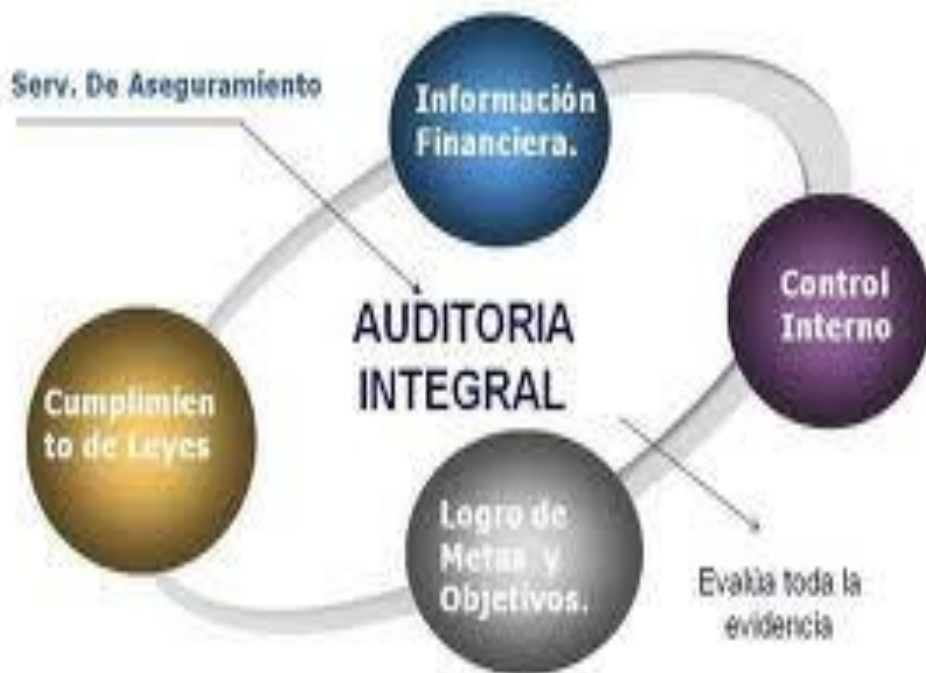 Serv. De Aseguramiento
Información
Financiera.
Control
Interno
AUDITORIA
INTEGRAL
Cumplimien
to de Leyes
Logro de
Metas y
Objetivos.
Evalúa toda la
evidencia